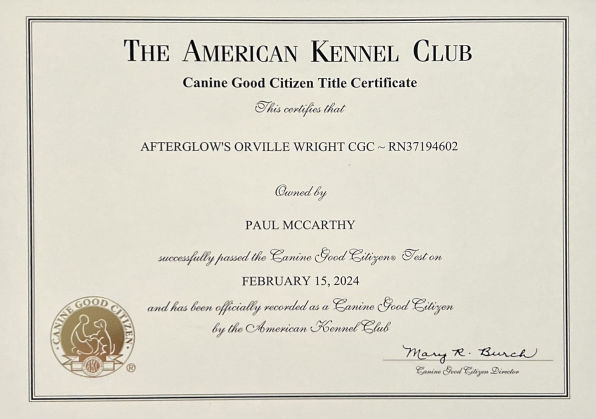 THE AMERICAN KENNEL CLUB
Canine Good Citizen Title Certificate
This certifies that
AFTERGLOW'S ORVILLE WRIGHT CGC ~ RN37194602
Owned by
PAUL MCCARTHY
successfully passed the Canine Good Citizen® Test on
FEBRUARY 15, 2024
and has been officially recorded as a Canine Good Citizen
by the American Kennel Club
CANINE GOOD CITIZEN
AKC
®
Mary R. Burch
Canine Good Citizen Director